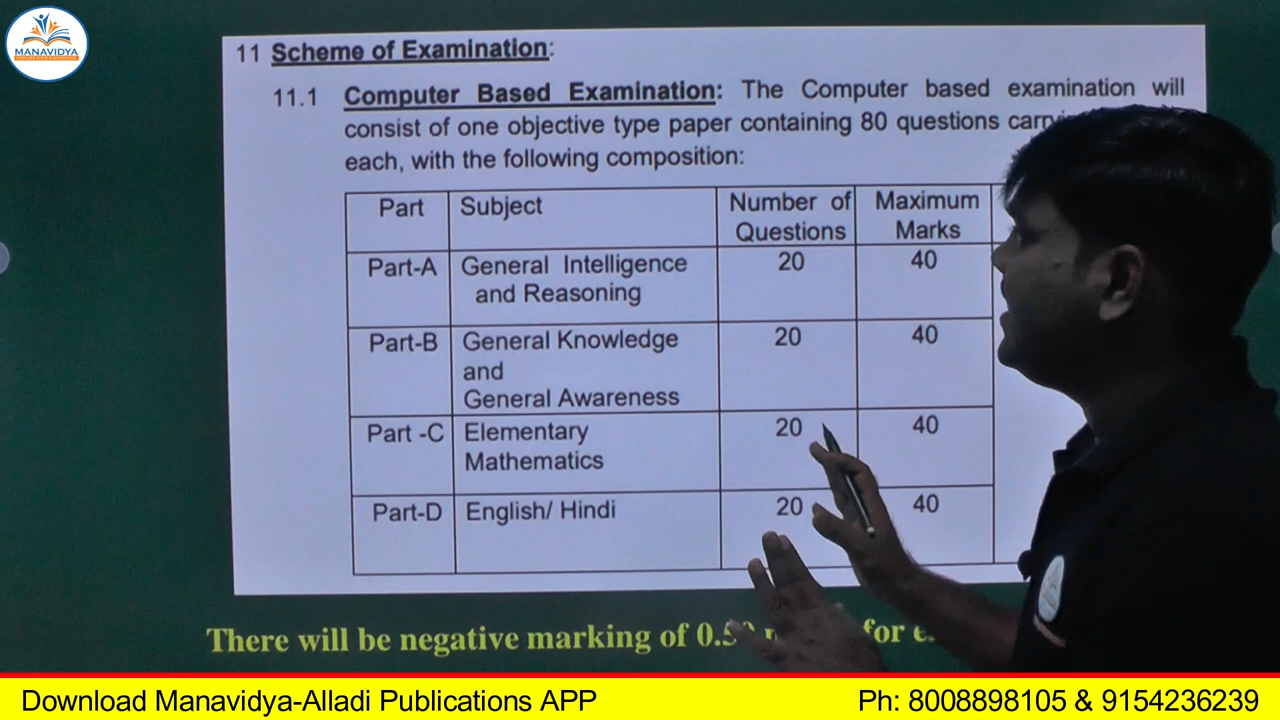 MANAVIDYA
11 Scheme of Examination:
11.1 Computer Based Examination: The Computer based examination will
consist of one objective type paper containing 80 questions
each, with the following composition:
Part Subject Number of Questions Maximum Marks
Part-A General Intelligence and Reasoning 20 40
Part-B General Knowledge and General Awareness 20 40
Part -C Elementary Mathematics 20 40
Part-D English/ Hindi 20 40
There will be negative marking of for
Download Manavidya-Alladi Publications APP
Ph: 8008898105 & 9154236239